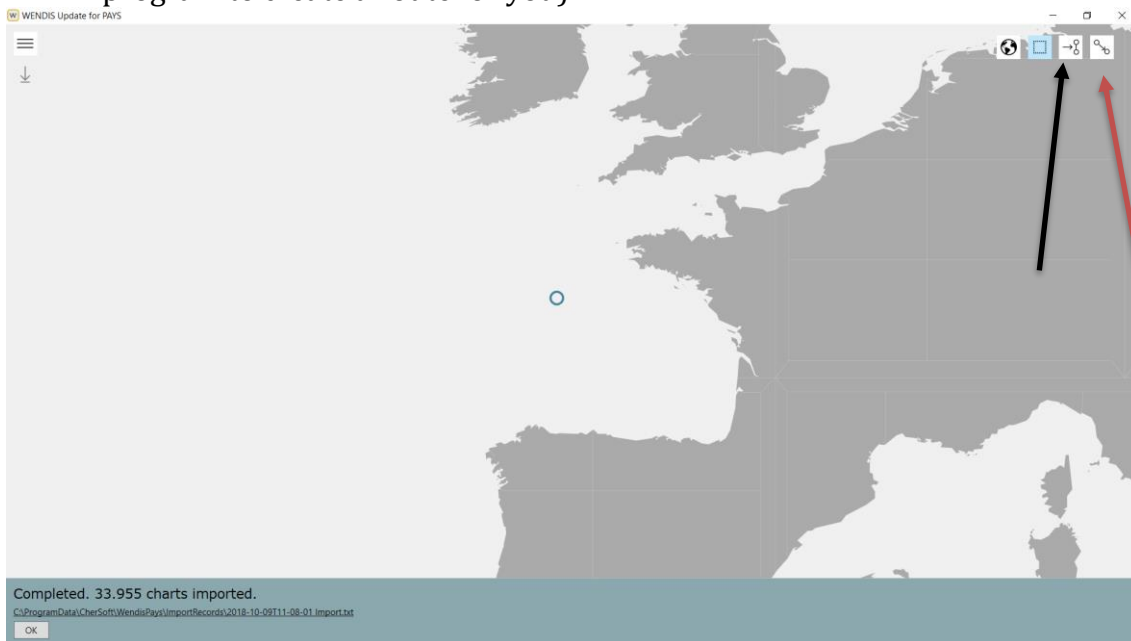 WENDIS Update for PAYS
Completed. 33.955 charts imported.
C:\ProgramData\CherSoft\WendisPays\ImportRecords\2018-10-09T11-08-01 Import.txt
OK